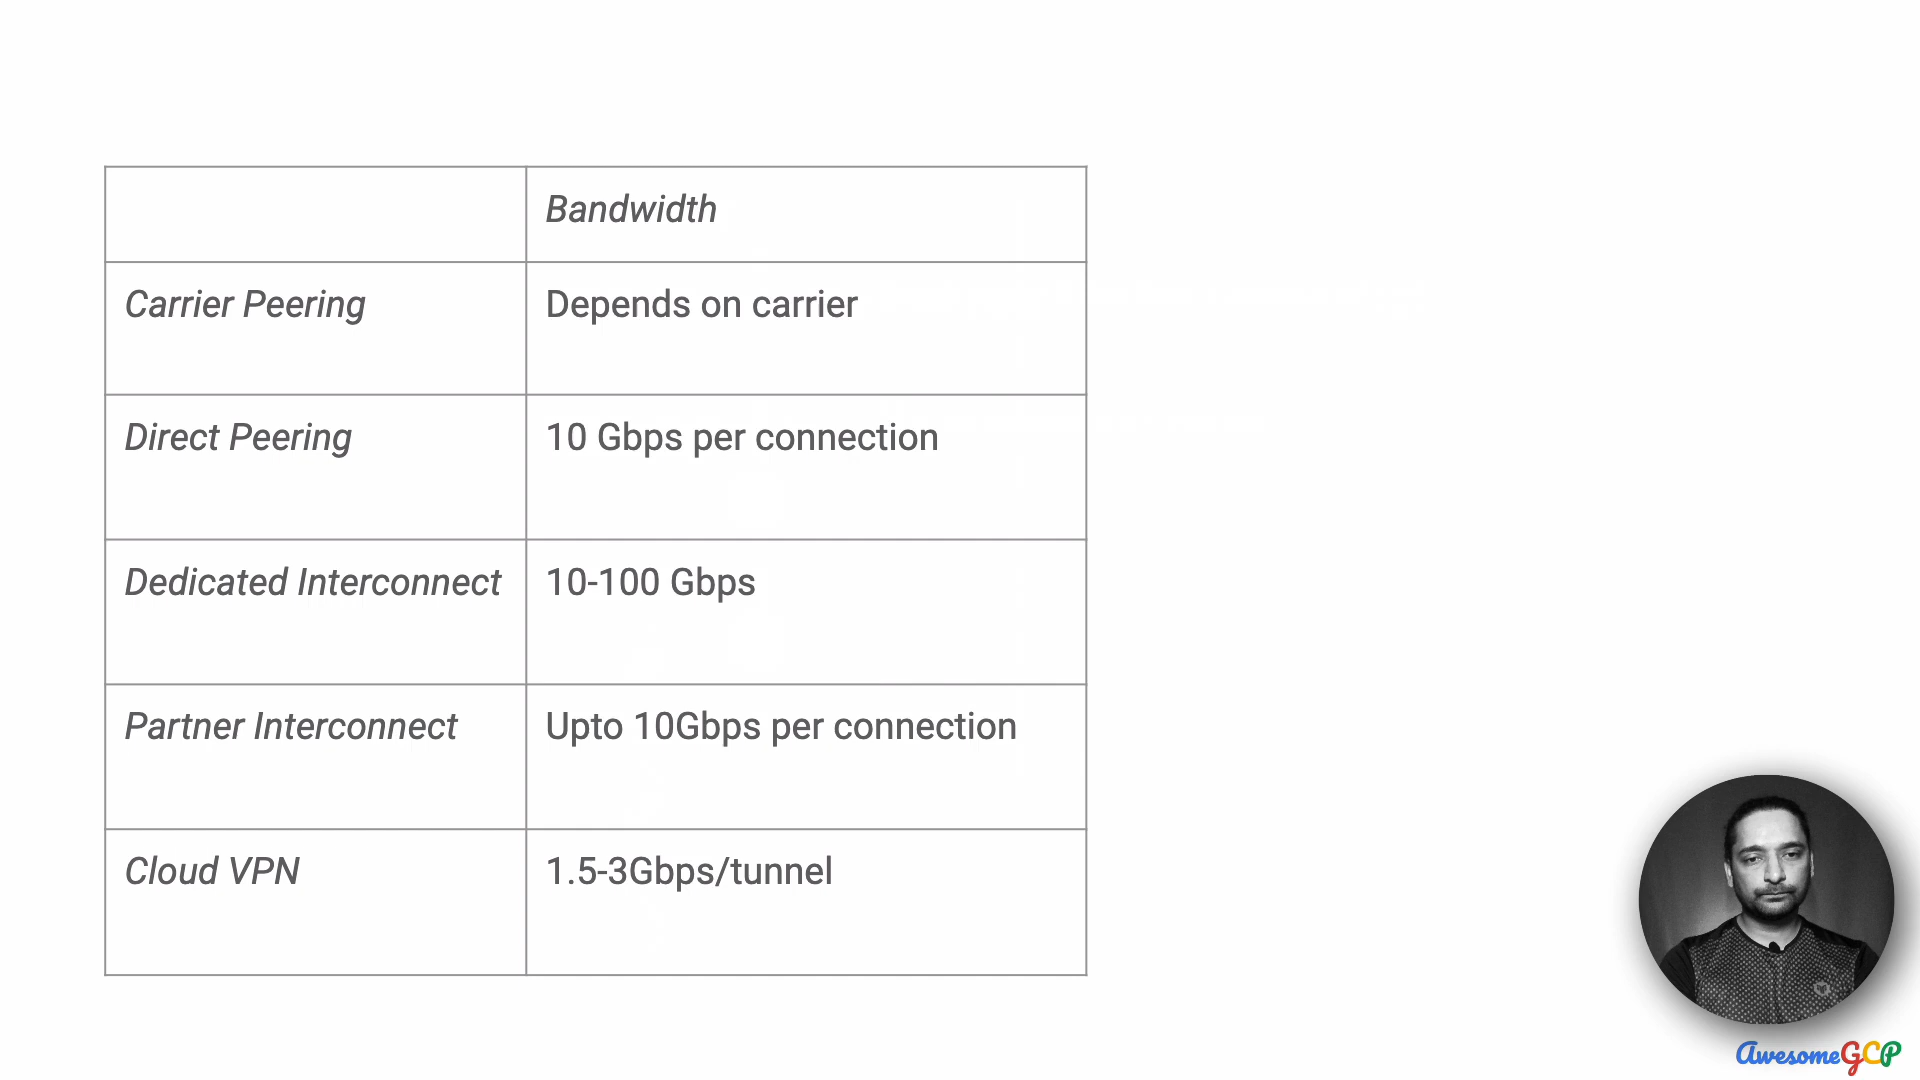 Bandwidth
Carrier Peering
Depends on carrier
Direct Peering
10 Gbps per connection
Dedicated Interconnect
10-100 Gbps
Partner Interconnect
Upto 10Gbps per connection
Cloud VPN
1.5-3Gbps/tunnel
AwesomeGCP